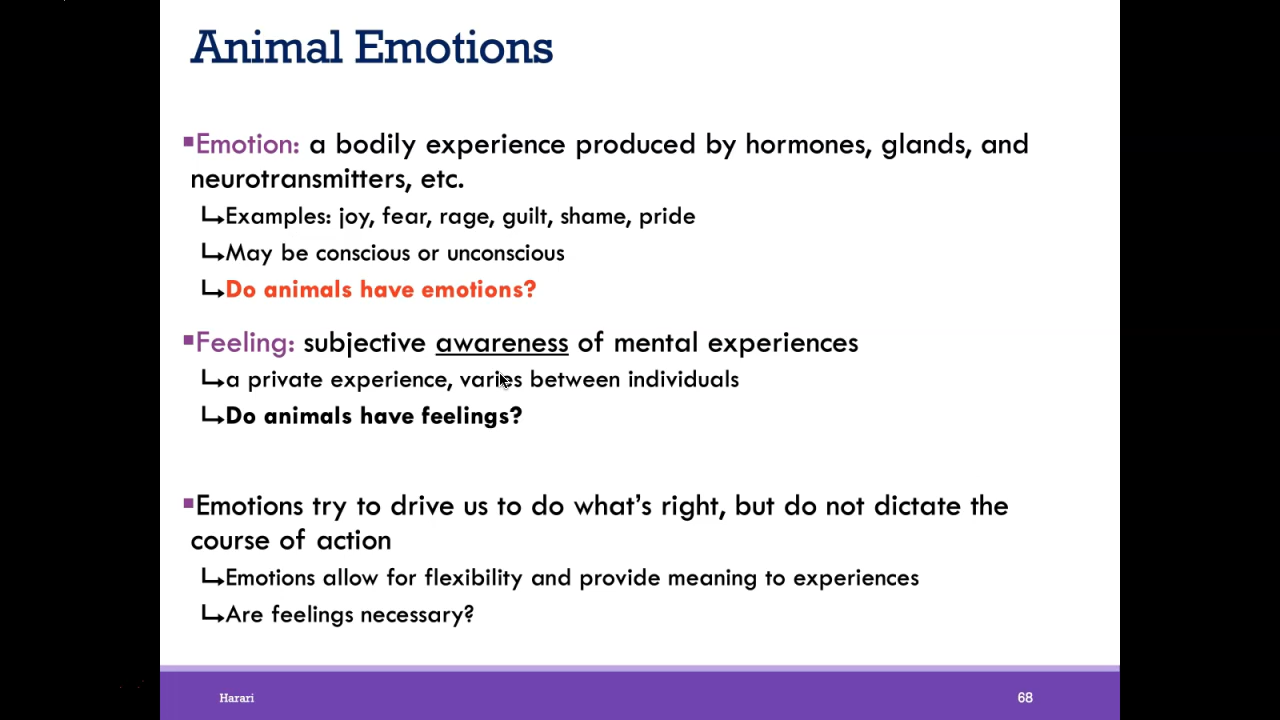 Animal Emotions
▪Emotion: a bodily experience produced by hormones, glands, and
neurotransmitters, etc.
↳Examples: joy, fear, rage, guilt, shame, pride
↳May be conscious or unconscious
↳Do animals have emotions?
▪Feeling: subjective awareness of mental experiences
↳a private experience, varies between individuals
↳Do animals have feelings?
▪Emotions try to drive us to do what’s right, but do not dictate the
course of action
↳Emotions allow for flexibility and provide meaning to experiences
↳Are feelings necessary?
Harari
68